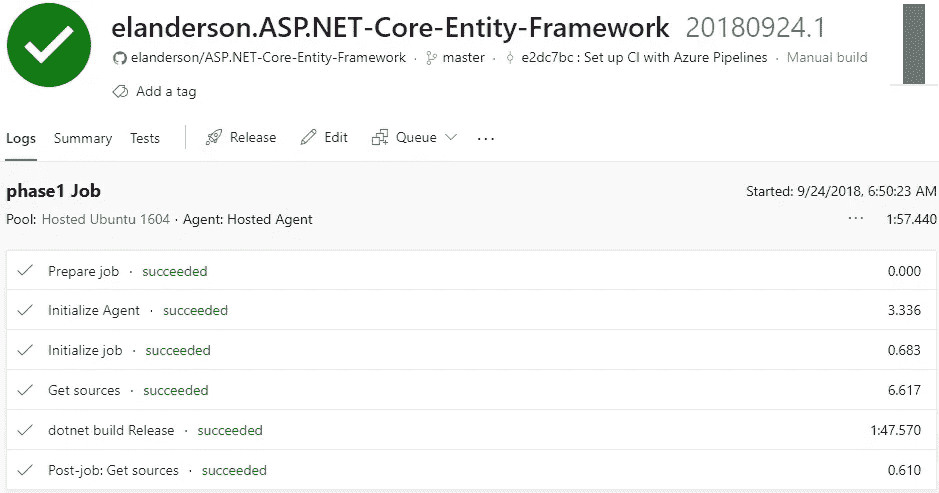 elanderson.ASP.NET-Core-Entity-Framework 20180924.1
elanderson/ASP.NET-Core-Entity-Framework · master · e2dc7bc : Set up CI with Azure Pipelines · Manual build
Add a tag
Logs Summary Tests Release Edit Queue ...
phase1 Job Started: 9/24/2018, 6:50:23 AM
Pool: Hosted Ubuntu 1604 · Agent: Hosted Agent ... 1:57.440
Prepare job · succeeded 0.000
Initialize Agent · succeeded 3.336
Initialize job · succeeded 0.683
Get sources · succeeded 6.617
dotnet build Release · succeeded 1:47.570
Post-job: Get sources · succeeded 0.610